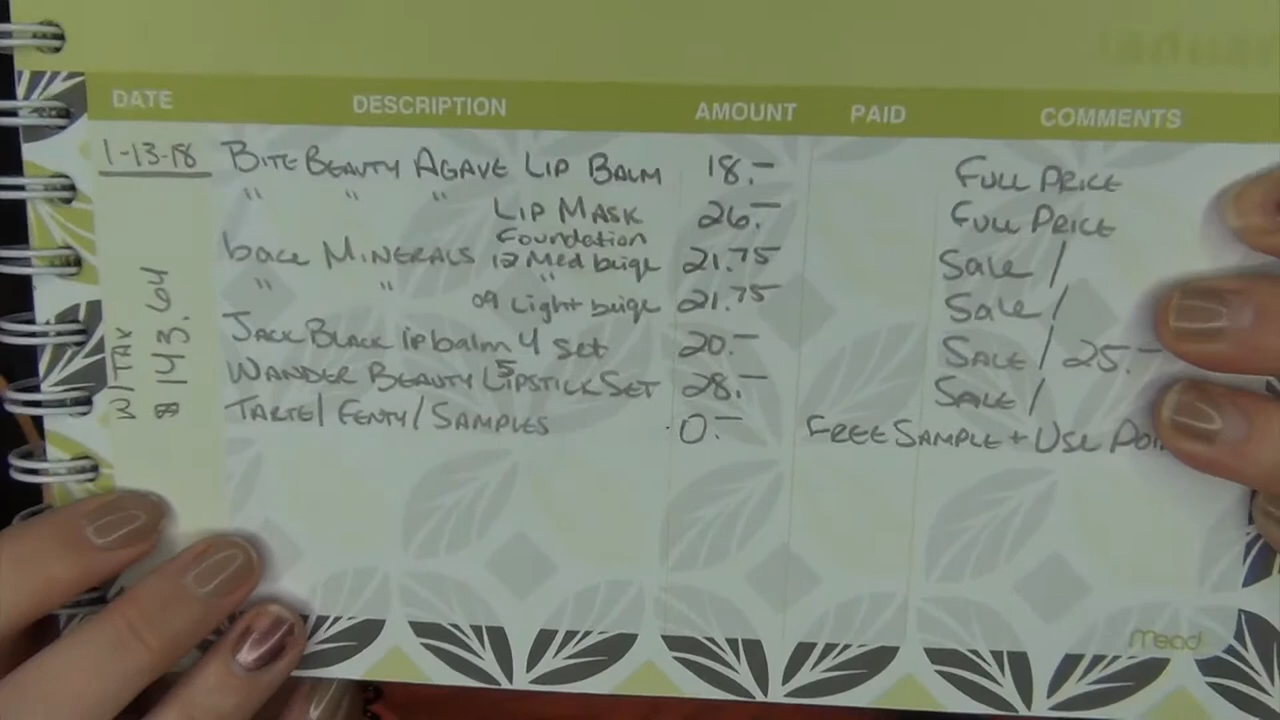 DATE DESCRIPTION AMOUNT PAID COMMENTS
1-13-18 BITE BEAUTY AGAVE LIP BALM 18.- FULL PRICE
" " " LIP MASK 26.- FULL PRICE
bare MINERALS Foundation 12 Med beige 21.75 Sale /
" " " 09 Light beige 21.75 Sale /
JACK BLACK lip balm 4 set 20.- SALE / 25.-
WANDER BEAUTY 5 LIPSTICK SET 28.- SALE /
TARTE / FENTY / SAMPLES 0.- FREE SAMPLE + USE
W/ TAX
$ 143.64
Mead